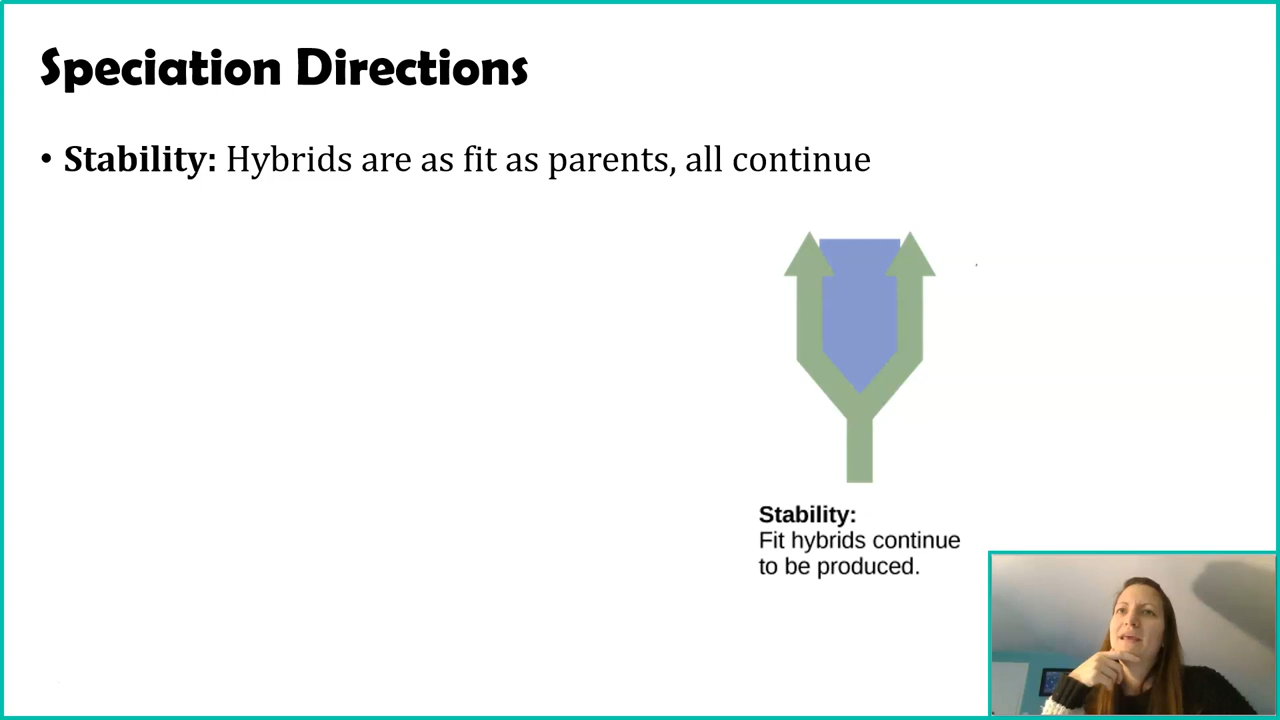 Speciation Directions
• Stability: Hybrids are as fit as parents, all continue
Stability:
Fit hybrids continue
to be produced.